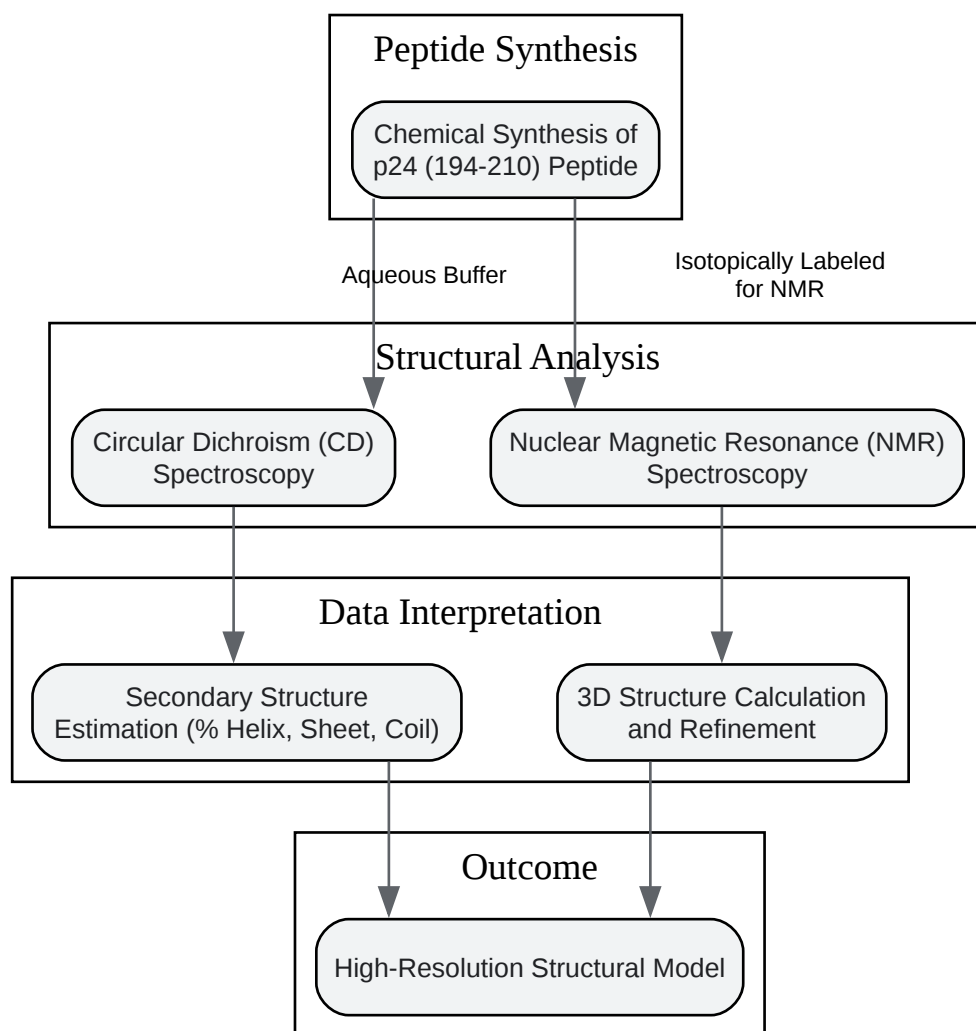 Peptide Synthesis
Chemical Synthesis of
p24 (194-210) Peptide
Aqueous Buffer
Isotopically Labeled
for NMR
Structural Analysis
Circular Dichroism (CD)
Spectroscopy
Nuclear Magnetic Resonance (NMR)
Spectroscopy
Data Interpretation
Secondary Structure
Estimation (% Helix, Sheet, Coil)
3D Structure Calculation
and Refinement
Outcome
High-Resolution Structural Model